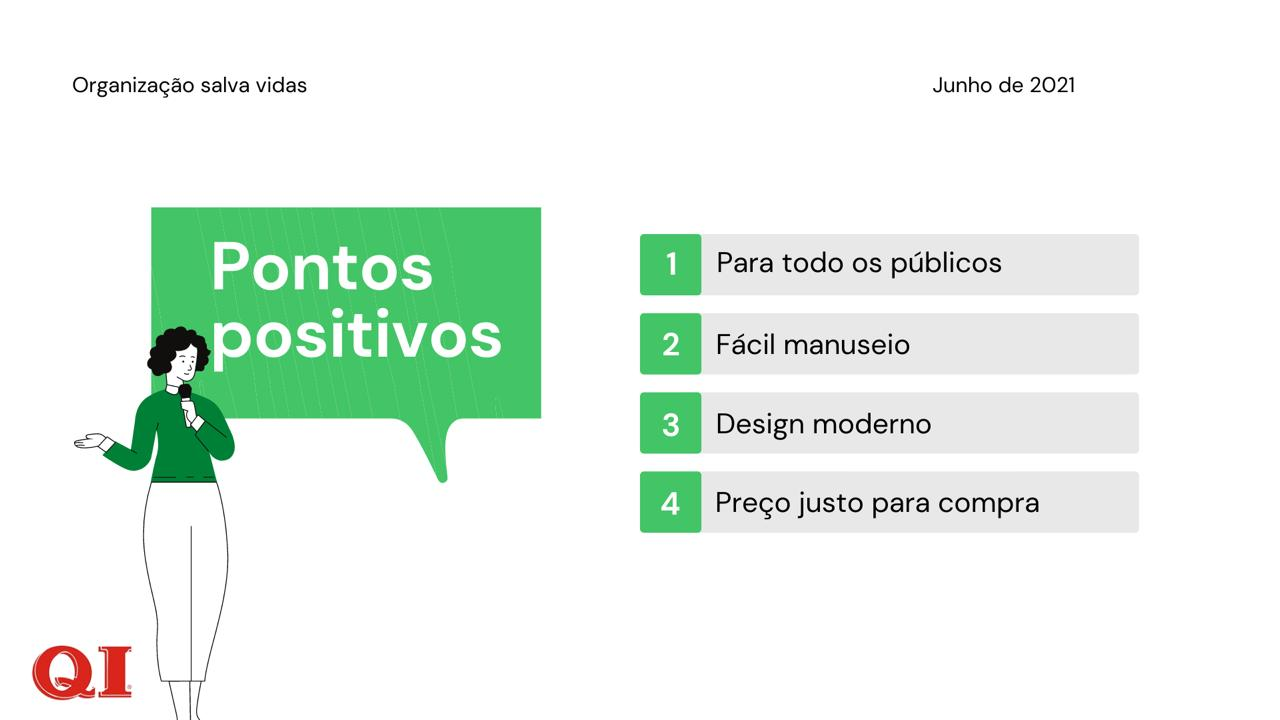 Organização salva vidas
Junho de 2021
Pontos
positivos
1 Para todo os públicos
2 Fácil manuseio
3 Design moderno
4 Preço justo para compra
QI